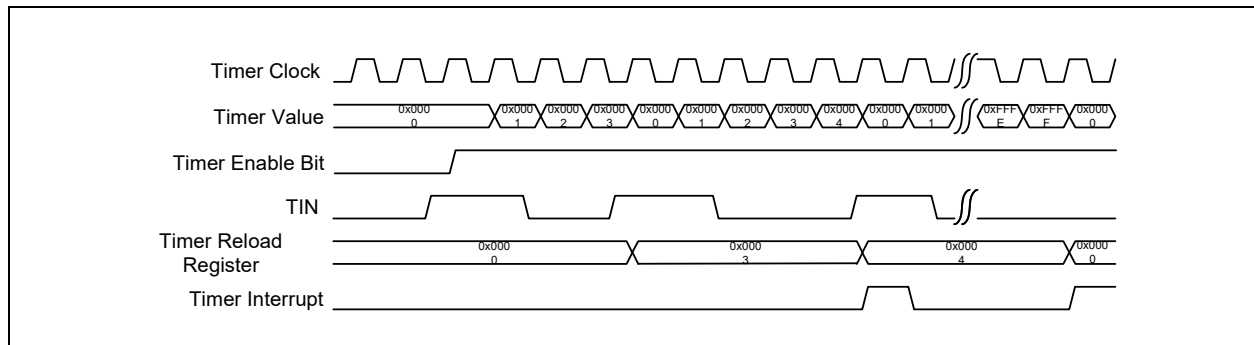 Timer Clock
Timer Value
0x000
0
0x000
1
0x000
2
0x000
3
0x000
0
0x000
1
0x000
2
0x000
3
0x000
4
0x000
0
0x000
1
0xFFF
E
0xFFF
F
0x000
0
Timer Enable Bit
TIN
Timer Reload
Register
0x000
0
0x000
3
0x000
4
0x000
0
Timer Interrupt